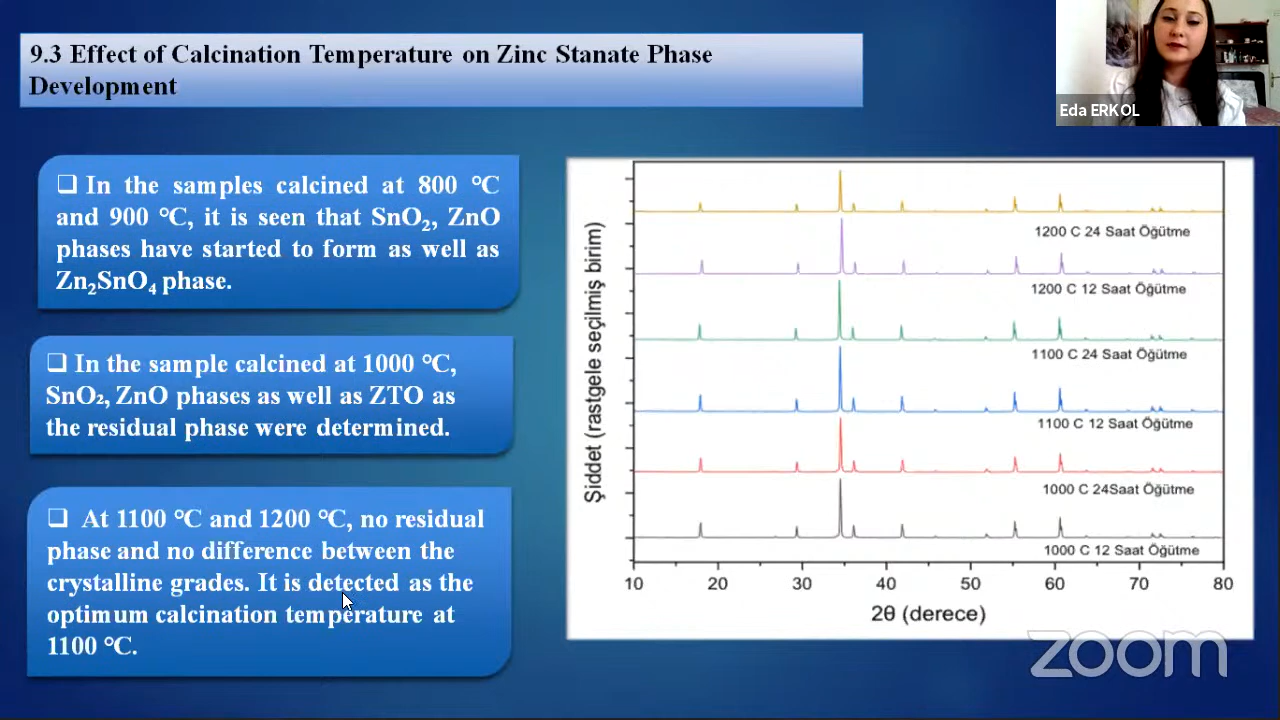 9.3 Effect of Calcination Temperature on Zinc Stanate Phase
Development
Eda ERKOL
❑ In the samples calcined at 800 °C
and 900 °C, it is seen that SnO₂, ZnO
phases have started to form as well as
Zn₂SnO₄ phase.
❑ In the sample calcined at 1000 °C,
SnO₂, ZnO phases as well as ZTO as
the residual phase were determined.
❑ At 1100 °C and 1200 °C, no residual
phase and no difference between the
crystalline grades. It is detected as the
optimum calcination temperature at
1100 °C.
Şiddet (rastgele seçilmiş birim)
1200 C 24 Saat Öğütme
1200 C 12 Saat Öğütme
1100 C 24 Saat Öğütme
1100 C 12 Saat Öğütme
1000 C 24Saat Öğütme
1000 C 12 Saat Öğütme
10 20 30 40 50 60 70 80
2θ (derece)
zoom